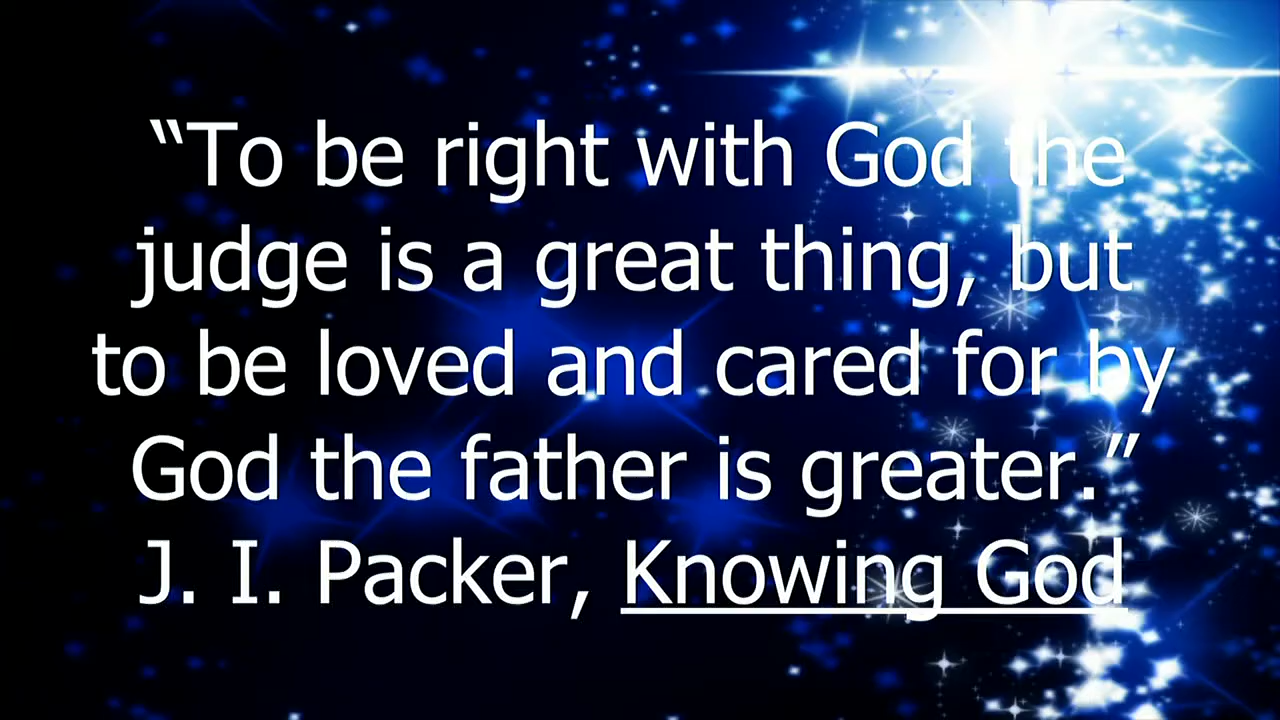 “To be right with God the
judge is a great thing, but
to be loved and cared for by
God the father is greater.”
J. I. Packer, Knowing God